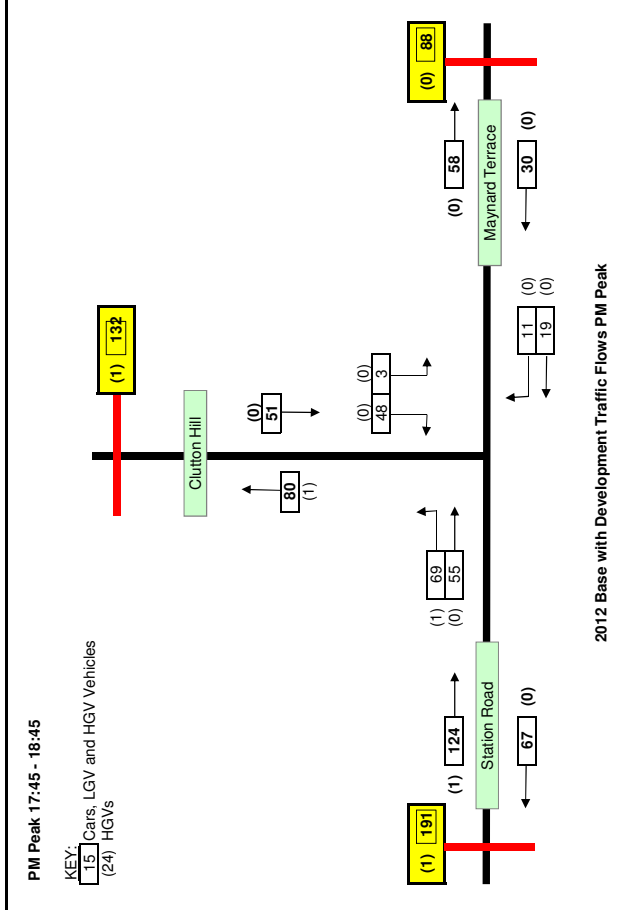 PM Peak 17:45 - 18:45
KEY:
15 Cars, LGV and HGV Vehicles
(24) HGVs
(1) 132
Clutton Hill
80
(1)
(0)
51
(0) (0)
48 3
(1) 69
(0) 55
11 (0)
19 (0)
(1) 191
(1) 124
Station Road
67 (0)
(0) 88
(0) 58
Maynard Terrace
30 (0)
2012 Base with Development Traffic Flows PM Peak